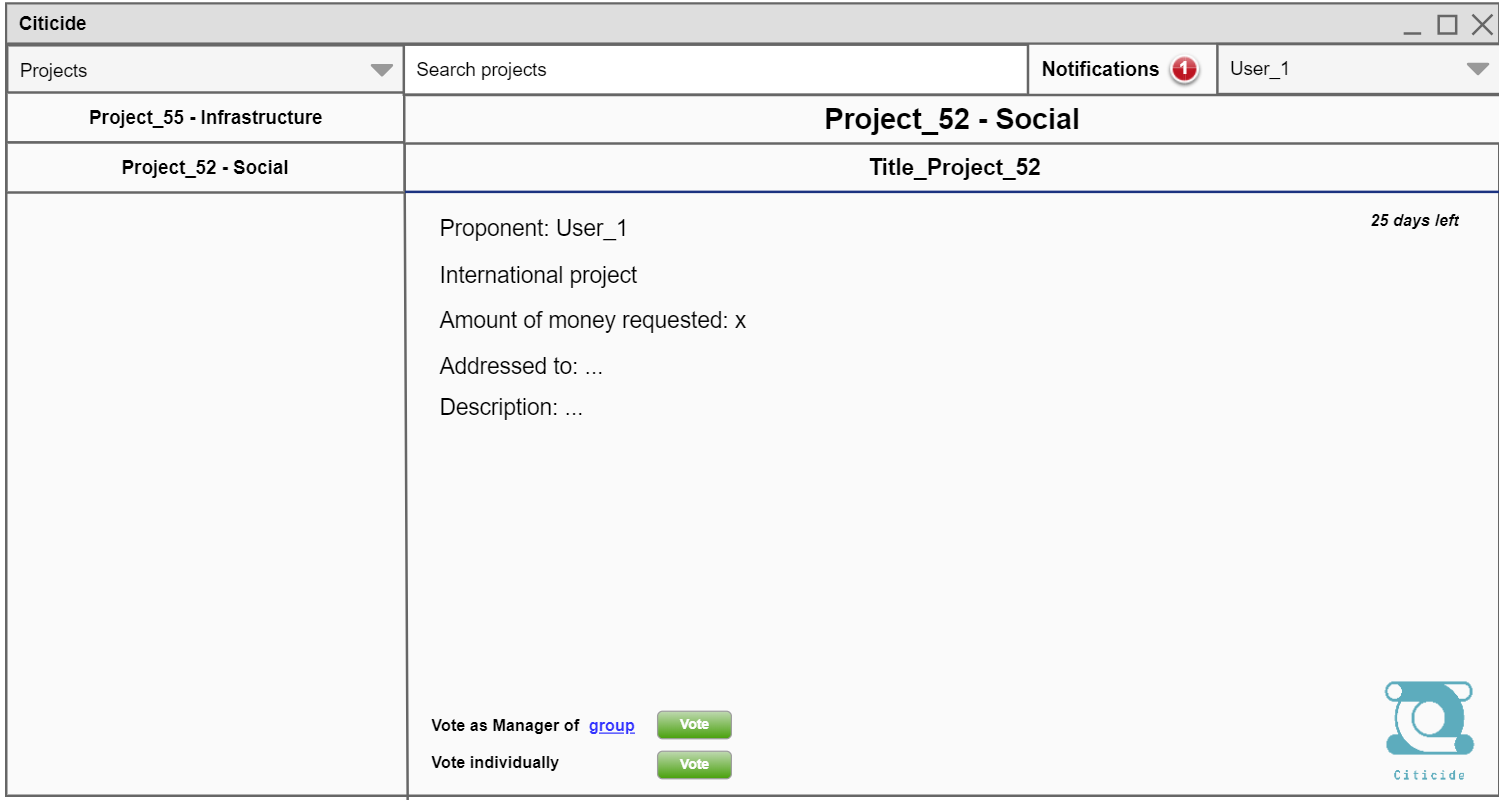 Citicide
Projects
Search projects
Notifications 1
User_1
Project_55 - Infrastructure
Project_52 - Social
Project_52 - Social
Title_Project_52
Proponent: User_1
25 days left
International project
Amount of money requested: x
Addressed to: ...
Description: ...
Vote as Manager of group Vote
Vote individually Vote
Citicide